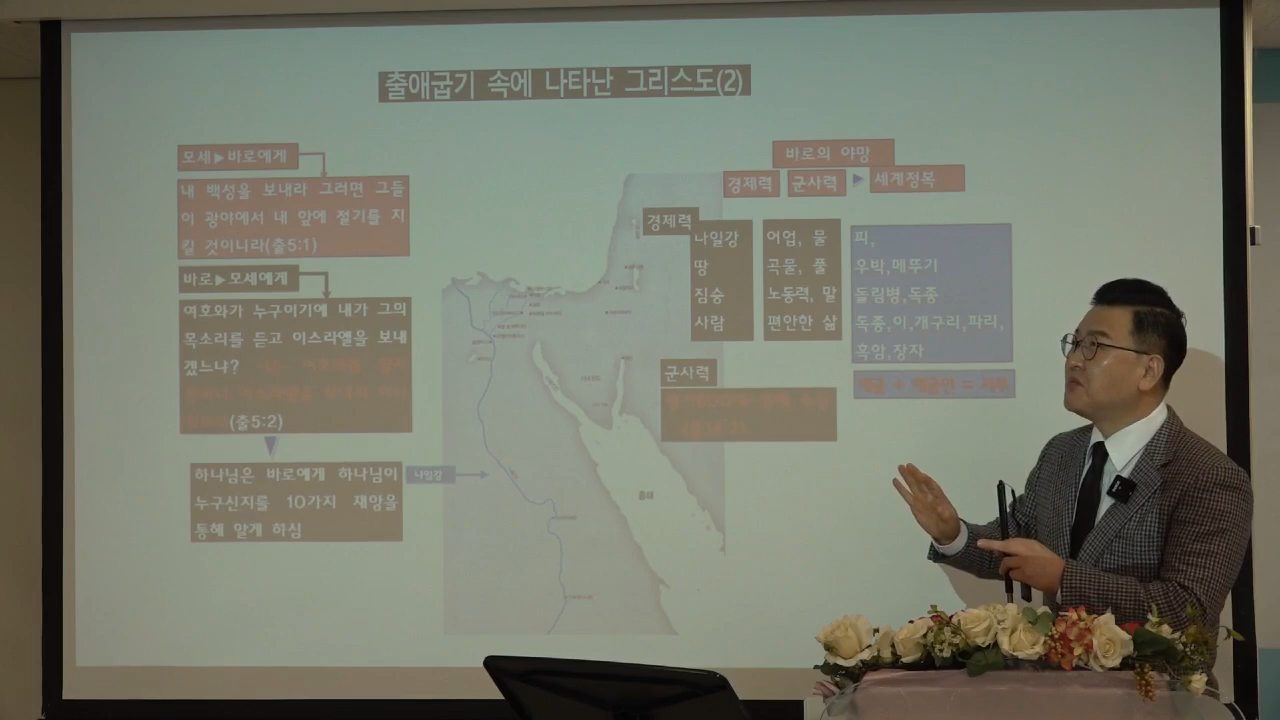 출애굽기 속에 나타난 그리스도(2)
모세▶바로에게
내 백성을 보내라 그러면 그들
이 광야에서 내 앞에 절기를 지
킬 것이니라(출5:1)
바로▶모세에게
여호와가 누구이기에 내가 그의
목소리를 듣고 이스라엘을 보내
겠느냐?
(출5:2)
하나님은 바로에게 하나님이
누구신지를 10가지 재앙을
통해 알게 하심
나일강
홍해
바로의 야망
경제력 군사력 ▶ 세계정복
경제력
나일강 어업, 물 피,
땅 곡물, 풀 우박,메뚜기
짐승 노동력, 말 돌림병,독종
사람 편안한 삶 독종,이,개구리,파리,
흑암,장자
군사력